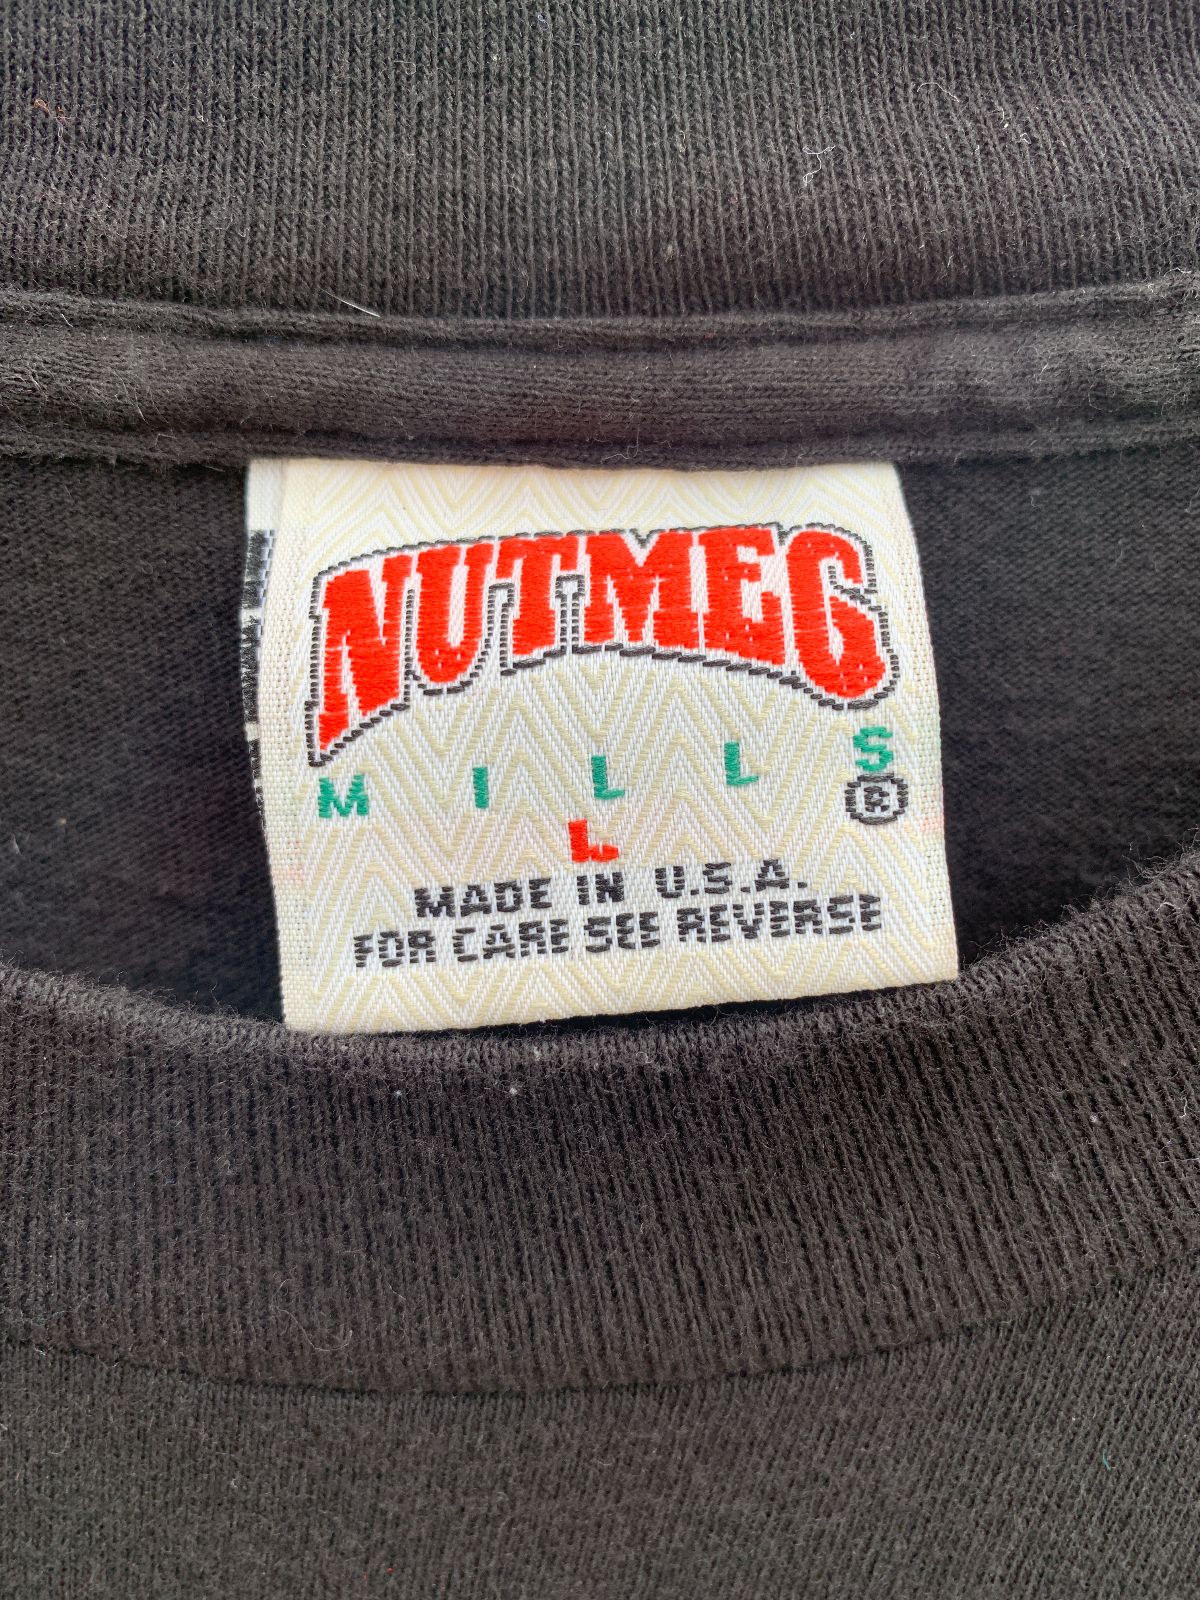 NUTMEG
MILLS
®
L
MADE IN U.S.A.
FOR CARE SEE REVERSE